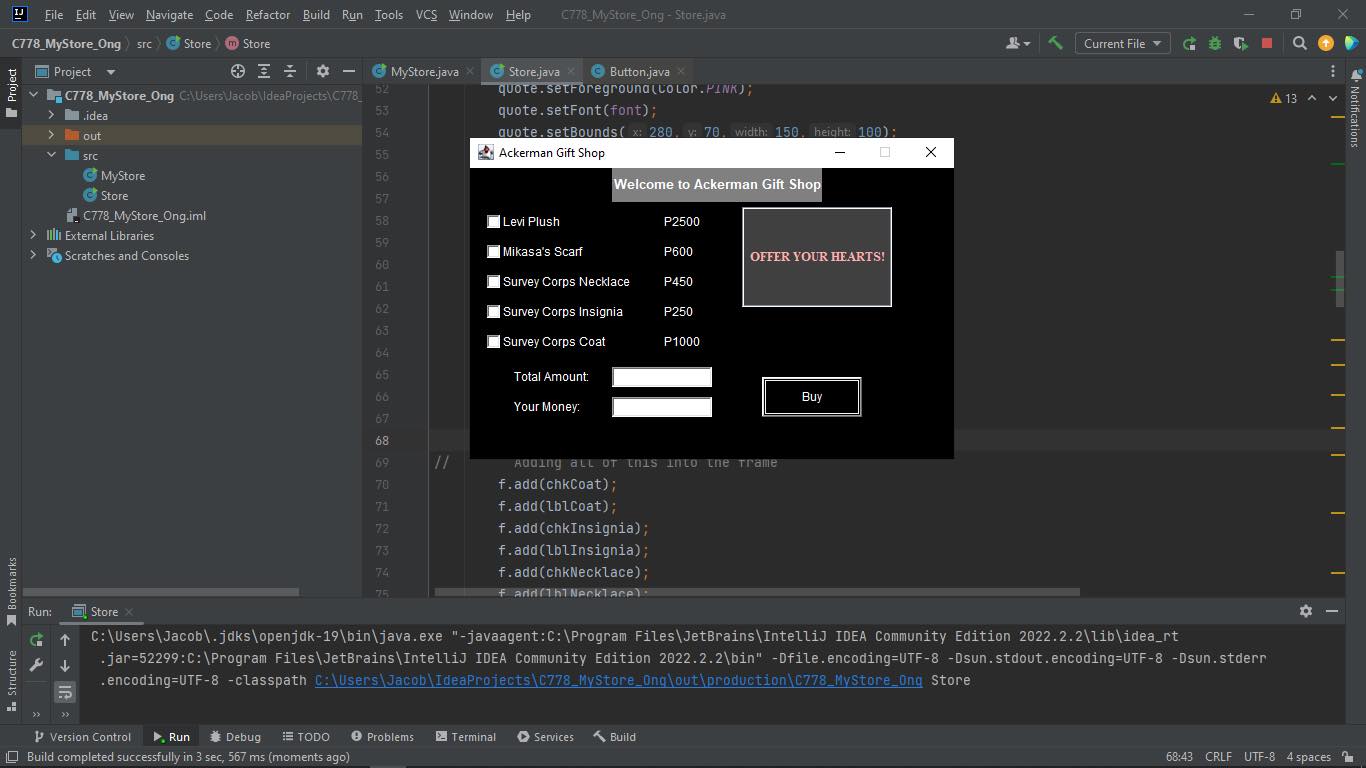 File Edit View Navigate Code Refactor Build Run Tools VCS Window Help C778_MyStore_Ong - Store.java
C778_MyStore_Ong src Store Store Current File
Project MyStore.java Store.java Button.java
Project
C778_MyStore_Ong C:\Users\Jacob\IdeaProjects\C778_
.idea
out
src
MyStore
Store
C778_MyStore_Ong.iml
External Libraries
Scratches and Consoles
Notifications
13
52 quote.setForeground(Color.PINK);
53 quote.setFont(font);
54 quote.setBounds( x: 280, y: 70, width: 150, height: 100);
55
56
57
58
59
60
61
62
63
64
65
66
67
68
69 // Adding all of this into the frame
70 f.add(chkCoat);
71 f.add(lblCoat);
72 f.add(chkInsignia);
73 f.add(lblInsignia);
74 f.add(chkNecklace);
75 f.add(lblNecklace);
Ackerman Gift Shop
Welcome to Ackerman Gift Shop
Levi Plush P2500
Mikasa's Scarf P600
Survey Corps Necklace P450
Survey Corps Insignia P250
Survey Corps Coat P1000
OFFER YOUR HEARTS!
Total Amount:
Your Money:
Buy
Bookmarks
Structure
Run: Store
C:\Users\Jacob\.jdks\openjdk-19\bin\java.exe "-javaagent:C:\Program Files\JetBrains\IntelliJ IDEA Community Edition 2022.2.2\lib\idea_rt
.jar=52299:C:\Program Files\JetBrains\IntelliJ IDEA Community Edition 2022.2.2\bin" -Dfile.encoding=UTF-8 -Dsun.stdout.encoding=UTF-8 -Dsun.stderr
.encoding=UTF-8 -classpath C:\Users\Jacob\IdeaProjects\C778_MyStore_Ong\out\production\C778_MyStore_Ong Store
Version Control Run Debug TODO Problems Terminal Services Build
Build completed successfully in 3 sec, 567 ms (moments ago) 68:43 CRLF UTF-8 4 spaces